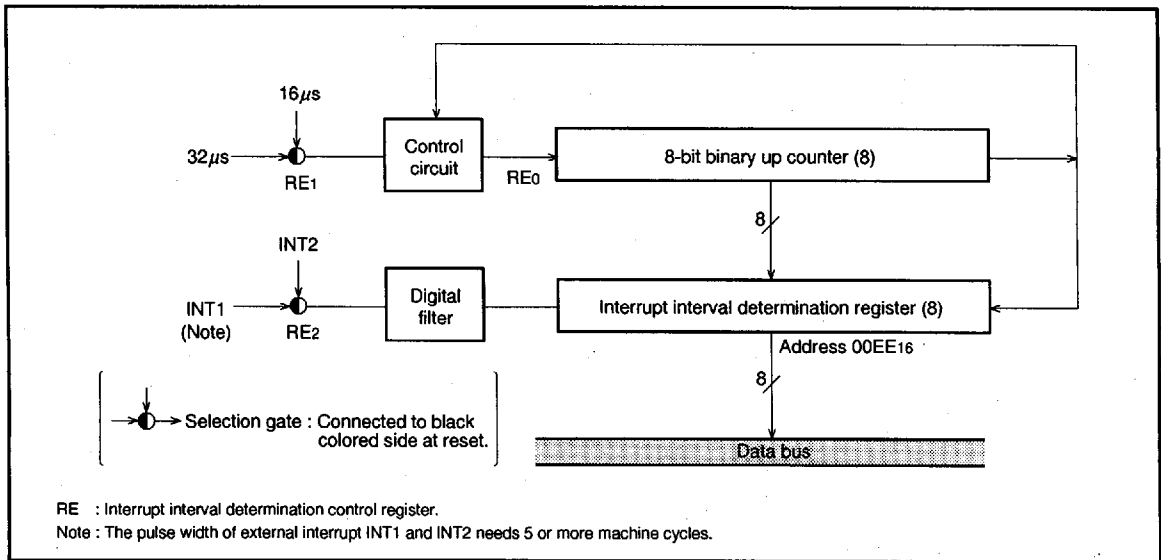 16µs
32µs
RE1
Control
circuit
RE0
8-bit binary up counter (8)
8
INT2
INT1
(Note)
RE2
Digital
filter
Interrupt interval determination register (8)
Address 00EE16
8
Selection gate : Connected to black
colored side at reset.
Data bus
RE : Interrupt interval determination control register.
Note : The pulse width of external interrupt INT1 and INT2 needs 5 or more machine cycles.